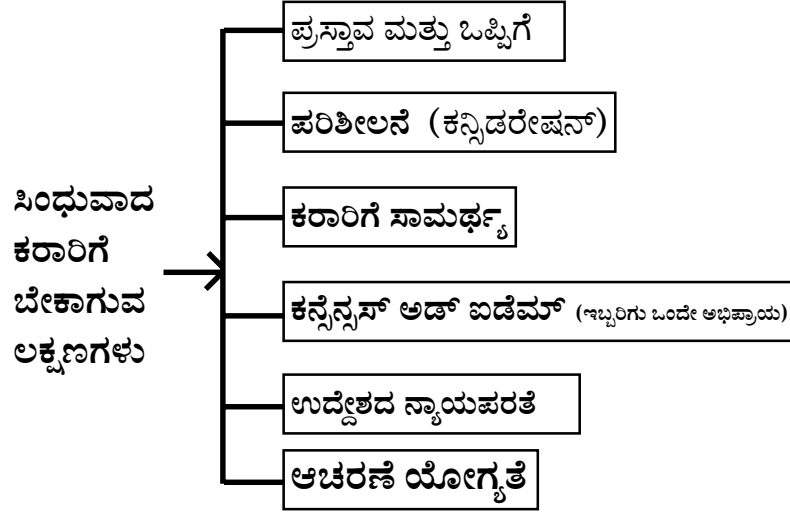 ಸಿಂಧುವಾದ
ಕರಾರಿಗೆ
ಬೇಕಾಗುವ
ಲಕ್ಷಣಗಳು
ಪ್ರಸ್ತಾವ ಮತ್ತು ಒಪ್ಪಿಗೆ
ಪರಿಶೀಲನೆ (ಕನ್ಸಿಡರೇಷನ್)
ಕರಾರಿಗೆ ಸಾಮರ್ಥ್ಯ
ಕನ್ಸೆನ್ಸಸ್ ಅಡ್ ಐಡೆಮ್ (ಇಬ್ಬರಿಗು ಒಂದೇ ಅಭಿಪ್ರಾಯ)
ಉದ್ದೇಶದ ನ್ಯಾಯಪರತೆ
ಆಚರಣೆ ಯೋಗ್ಯತೆ